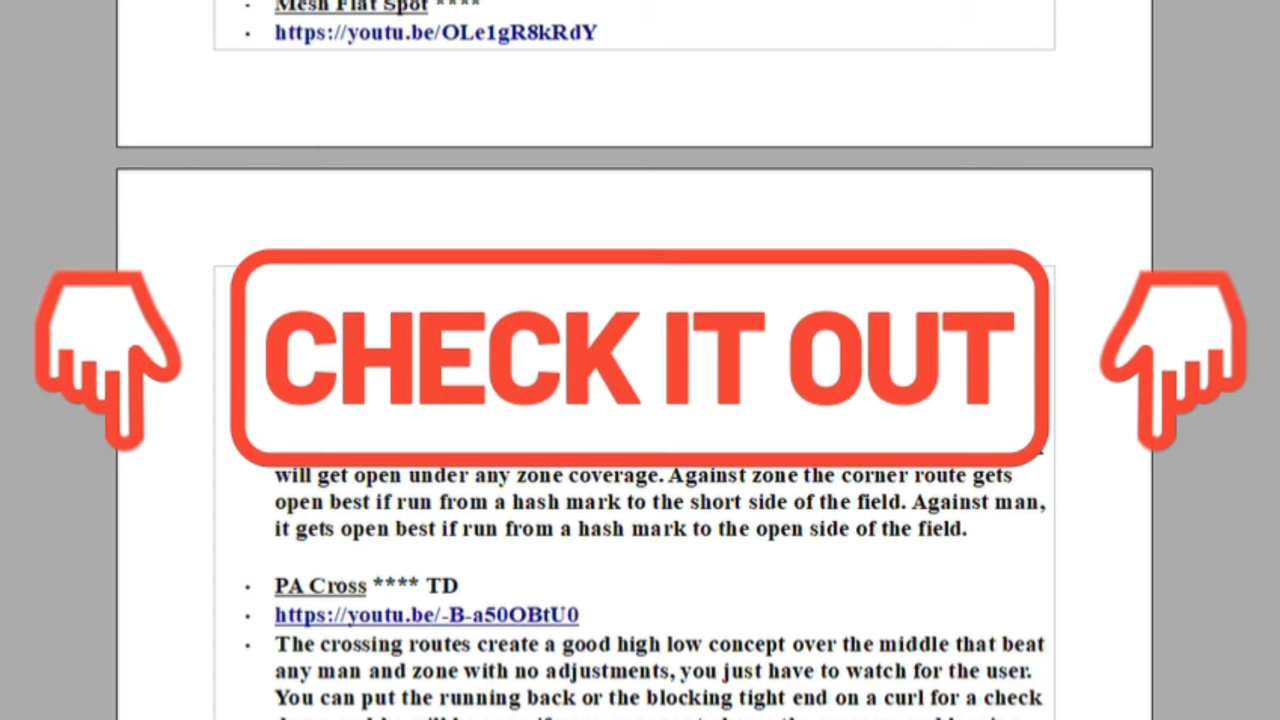 Mesh Flat Spot ****
https://youtu.be/OLe1gR8kRdY
CHECK IT OUT
will get open under any zone coverage. Against zone the corner route gets
open best if run from a hash mark to the short side of the field. Against man,
it gets open best if run from a hash mark to the open side of the field.
PA Cross **** TD
https://youtu.be/-B-a50OBtU0
The crossing routes create a good high low concept over the middle that beat
any man and zone with no adjustments, you just have to watch for the user.
You can put the running back or the blocking tight end on a curl for a check